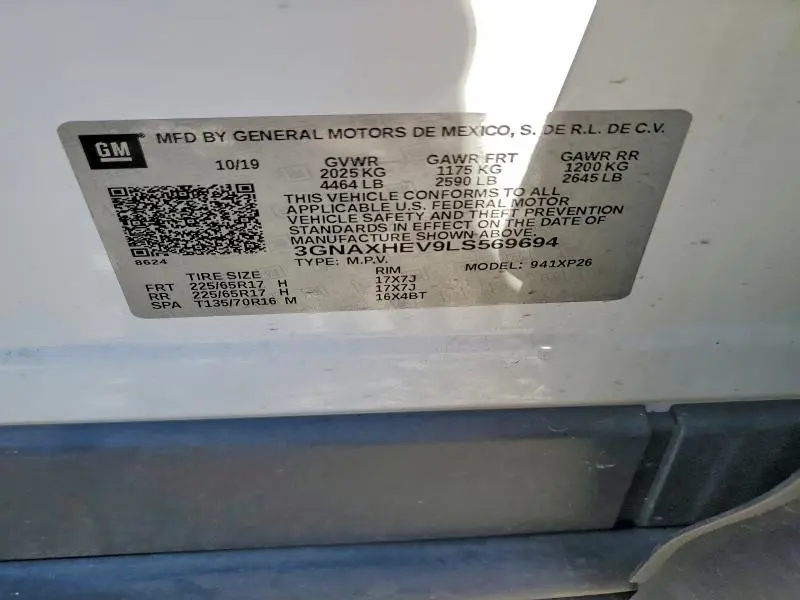 GM
MFD BY GENERAL MOTORS DE MEXICO, S. DE R.L. DE C.V.
10/19 GVWR GAWR FRT GAWR RR
2025 KG 1175 KG 1200 KG
4464 LB 2590 LB 2645 LB
THIS VEHICLE CONFORMS TO ALL
APPLICABLE U.S. FEDERAL MOTOR
VEHICLE SAFETY AND THEFT PREVENTION
STANDARDS IN EFFECT ON THE DATE OF
MANUFACTURE SHOWN ABOVE.
3GNAXHEV9LS569694
8624 TYPE: M.P.V. MODEL: 941XP26
TIRE SIZE RIM
FRT 225/65R17 H 17X7J
RR 225/65R17 H 17X7J
SPA T135/70R16 M 16X4BT